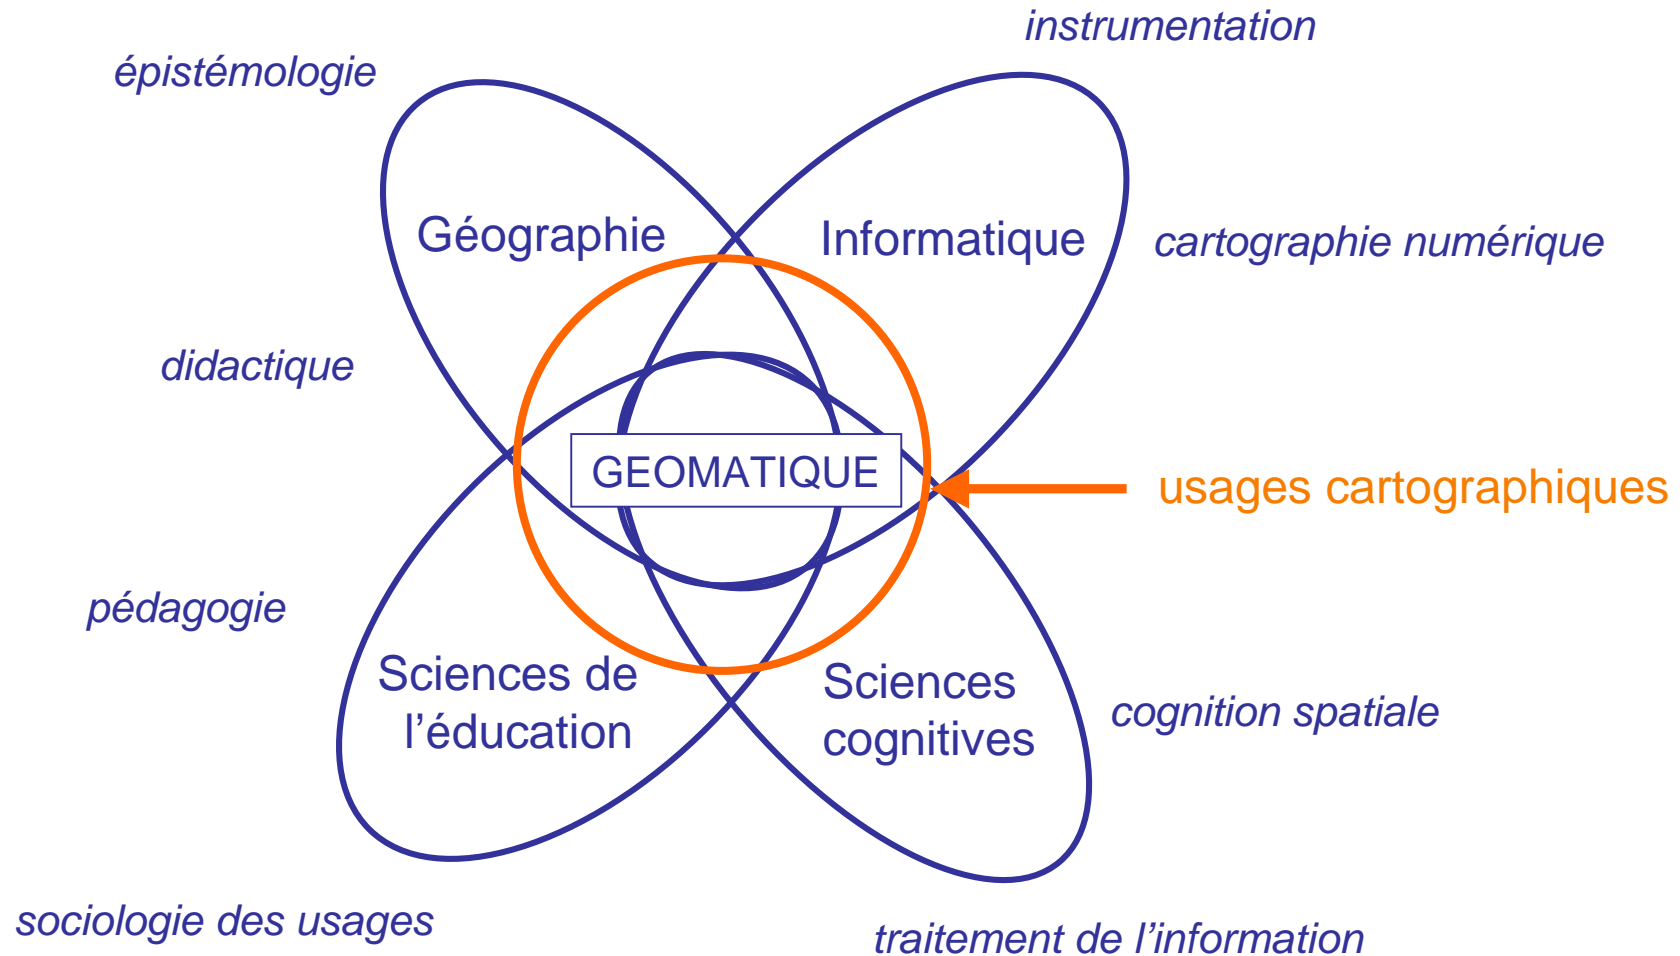 instrumentation
épistémologie
Géographie
Informatique
cartographie numérique
didactique
GEOMATIQUE
usages cartographiques
pédagogie
Sciences de
l’éducation
Sciences
cognitives
cognition spatiale
sociologie des usages
traitement de l’information